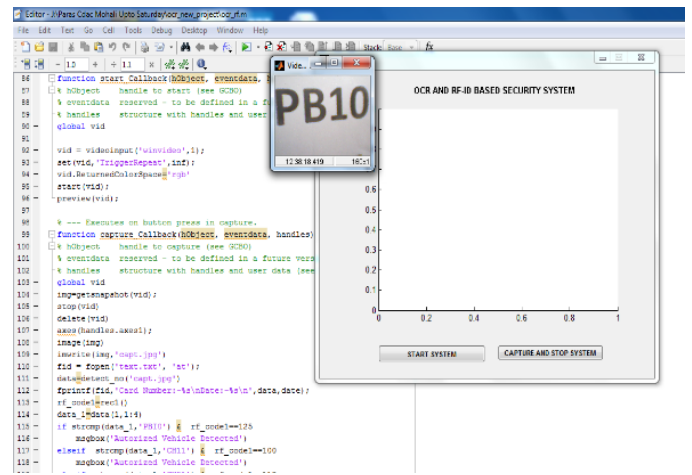 Editor - J:\Paras Cdac Mohali Upto Saturday\ocr_new_project\ocr_rf.m
File Edit Text Go Cell Tools Debug Desktop Window Help
Stack: Base fx
- 1.0 + ÷ 1.1 ×
86 function start_Callback(hObject, eventdata,
87 % hObject handle to start (see GCBO)
88 % eventdata reserved - to be defined in a fu
89 % handles structure with handles and user
90 - global vid
91
92 - vid = videoinput('winvideo',1);
93 - set(vid,'TriggerRepeat',inf);
94 - vid.ReturnedColorSpace='rgb'
95 - start(vid);
96 - preview(vid);
97
98 % --- Executes on button press in capture.
99 function capture_Callback(hObject, eventdata, handles)
100 % hObject handle to capture (see GCBO)
101 % eventdata reserved - to be defined in a future vers
102 % handles structure with handles and user data (see
103 - global vid
104 - img=getsnapshot(vid);
105 - stop(vid)
106 - delete(vid)
107 - axes(handles.axes1);
108 - image(img)
109 - imwrite(img,'capt.jpg')
110 - fid = fopen('text.txt', 'at');
111 - data=detect_no('capt.jpg')
112 - fprintf(fid,'Card Number:-%s\nDate:-%s\n',data,date);
113 - rf_code1=rec1()
114 - data_1=data(1,1:4)
115 - if strcmp(data_1,'PB10') & rf_code1==125
116 - msgbox('Autorized Vehicle Detected')
117 - elseif strcmp(data_1,'CH11') & rf_code1==100
118 - msgbox('Autorized Vehicle Detected')
Vide...
PB10
12:38:18.419 160x1
OCR AND RF-ID BASED SECURITY SYSTEM
0.6
0.5
0.4
0.3
0.2
0.1
0
0 0.2 0.4 0.6 0.8 1
START SYSTEM CAPTURE AND STOP SYSTEM